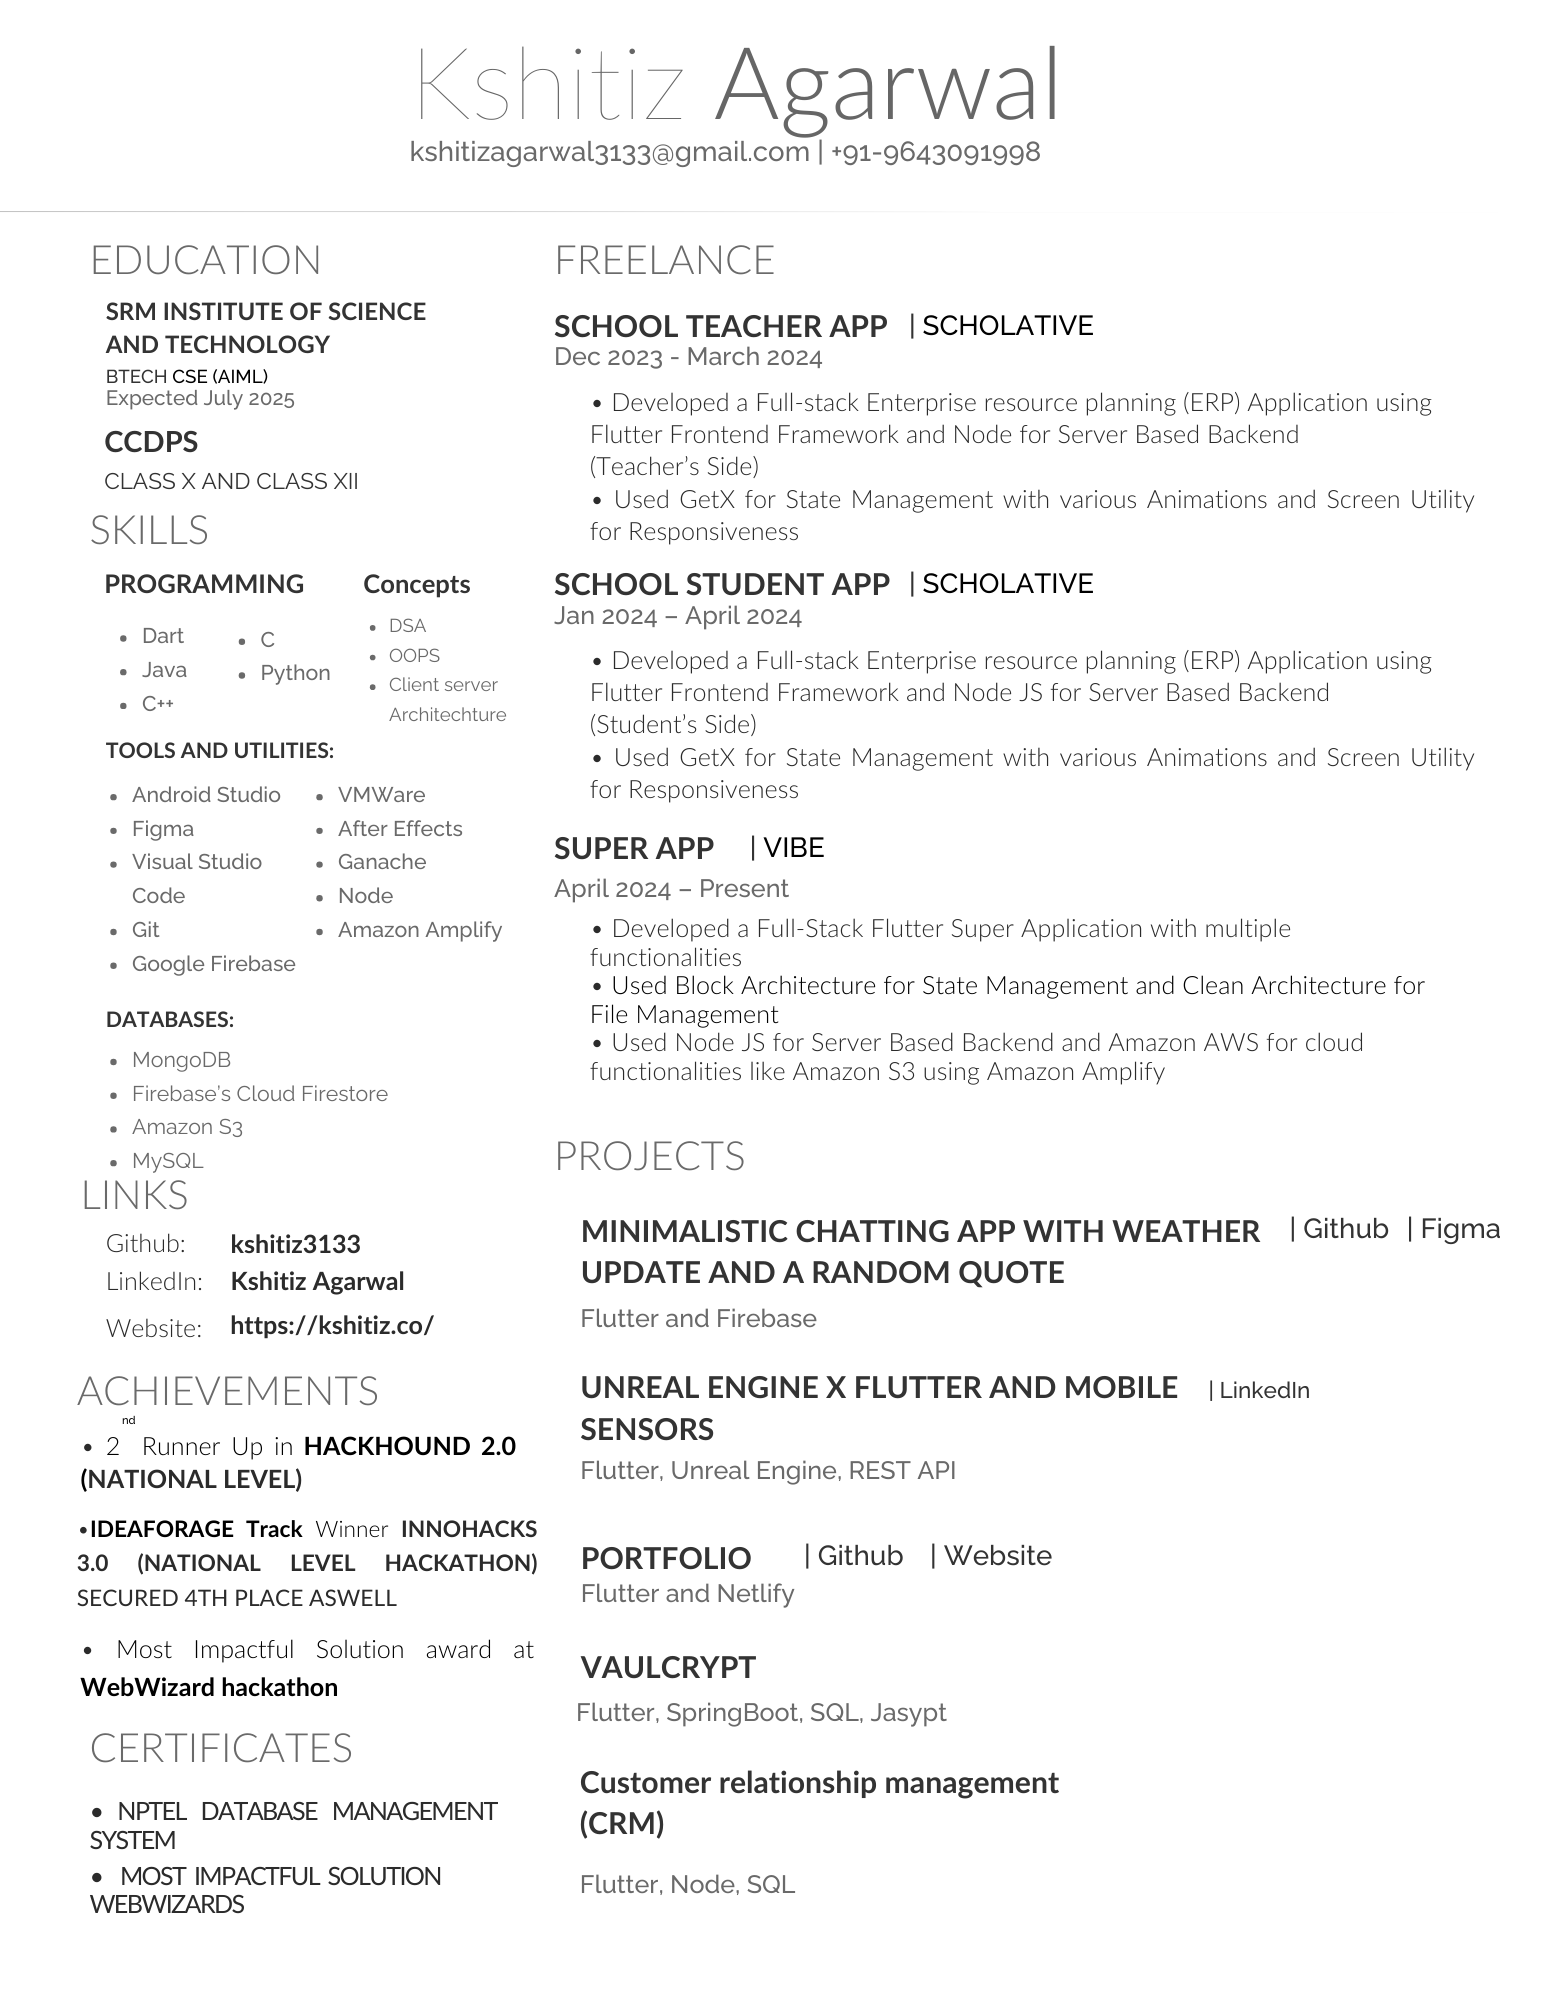 Kshitiz Agarwal
kshitizagarwal3133@gmail.com | +91-9643091998
EDUCATION
SRM INSTITUTE OF SCIENCE
AND TECHNOLOGY
BTECH CSE (AIML)
Expected July 2025
CCDPS
CLASS X AND CLASS XII
SKILLS
PROGRAMMING
• Dart
• Java
• C++
• C
• Python
Concepts
• DSA
• OOPS
• Client server
Architechture
TOOLS AND UTILITIES:
• Android Studio
• Figma
• Visual Studio
Code
• Git
• Google Firebase
• VMWare
• After Effects
• Ganache
• Node
• Amazon Amplify
DATABASES:
• MongoDB
• Firebase’s Cloud Firestore
• Amazon S3
• MySQL
LINKS
Github: kshitiz3133
LinkedIn: Kshitiz Agarwal
Website: https://kshitiz.co/
ACHIEVEMENTS
• 2nd Runner Up in HACKHOUND 2.0
(NATIONAL LEVEL)
•IDEAFORAGE Track Winner INNOHACKS
3.0 (NATIONAL LEVEL HACKATHON)
SECURED 4TH PLACE ASWELL
• Most Impactful Solution award at
WebWizard hackathon
CERTIFICATES
• NPTEL DATABASE MANAGEMENT
SYSTEM
• MOST IMPACTFUL SOLUTION
WEBWIZARDS
FREELANCE
SCHOOL TEACHER APP | SCHOLATIVE
Dec 2023 - March 2024
• Developed a Full-stack Enterprise resource planning (ERP) Application using
Flutter Frontend Framework and Node for Server Based Backend
(Teacher’s Side)
• Used GetX for State Management with various Animations and Screen Utility
for Responsiveness
SCHOOL STUDENT APP | SCHOLATIVE
Jan 2024 – April 2024
• Developed a Full-stack Enterprise resource planning (ERP) Application using
Flutter Frontend Framework and Node JS for Server Based Backend
(Student’s Side)
• Used GetX for State Management with various Animations and Screen Utility
for Responsiveness
SUPER APP | VIBE
April 2024 – Present
• Developed a Full-Stack Flutter Super Application with multiple
functionalities
• Used Block Architecture for State Management and Clean Architecture for
File Management
• Used Node JS for Server Based Backend and Amazon AWS for cloud
functionalities like Amazon S3 using Amazon Amplify
PROJECTS
MINIMALISTIC CHATTING APP WITH WEATHER | Github | Figma
UPDATE AND A RANDOM QUOTE
Flutter and Firebase
UNREAL ENGINE X FLUTTER AND MOBILE | LinkedIn
SENSORS
Flutter, Unreal Engine, REST API
PORTFOLIO | Github | Website
Flutter and Netlify
VAULCRYPT
Flutter, SpringBoot, SQL, Jasypt
Customer relationship management
(CRM)
Flutter, Node, SQL